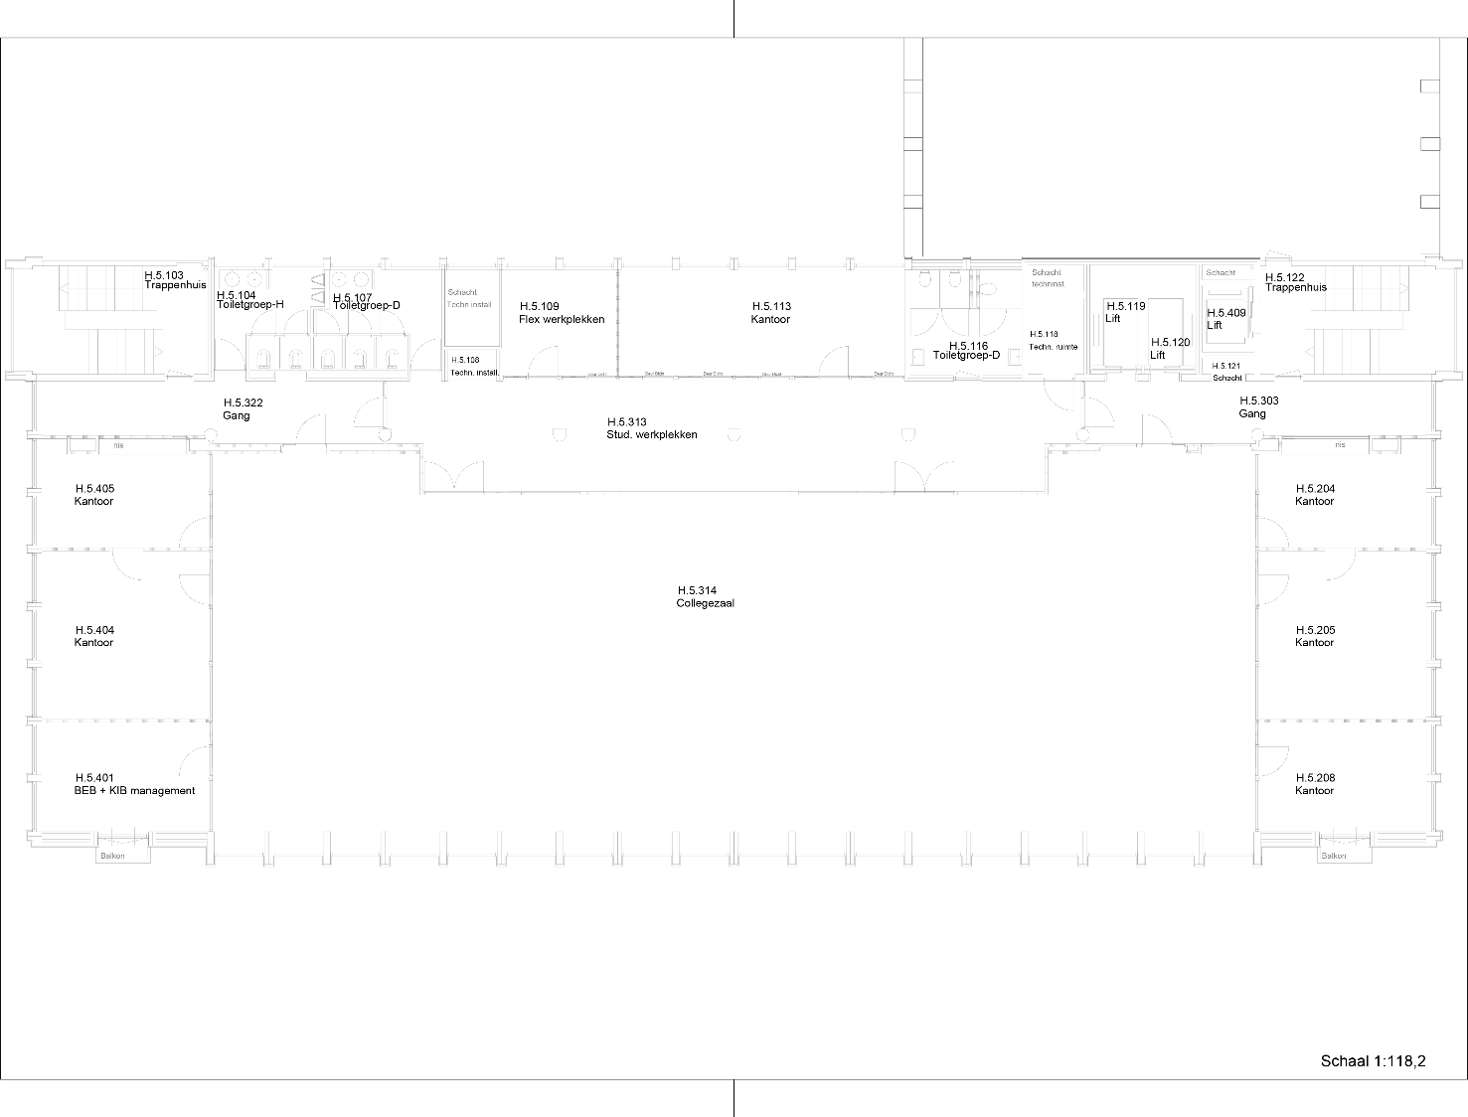 H.5.103
Trappenhuis
H.5.104
Toiletgroep-H
H.5.107
Toiletgroep-D
Schacht
Techn.install
H.5.108
Techn. install.
H.5.109
Flex werkplekken
H.5.113
Kantoor
H.5.116
Toiletgroep-D
Schacht
techninst.
H.5.118
Techn. ruimte
H.5.119
Lift
H.5.120
Lift
Schacht
H.5.409
Lift
H.5.121
Schacht
H.5.122
Trappenhuis
H.5.322
Gang
H.5.313
Stud. werkplekken
H.5.303
Gang
nis
nis
H.5.405
Kantoor
H.5.204
Kantoor
H.5.314
Collegezaal
H.5.404
Kantoor
H.5.205
Kantoor
H.5.401
BEB + KIB management
H.5.208
Kantoor
Balkon
Balkon
Schaal 1:118,2